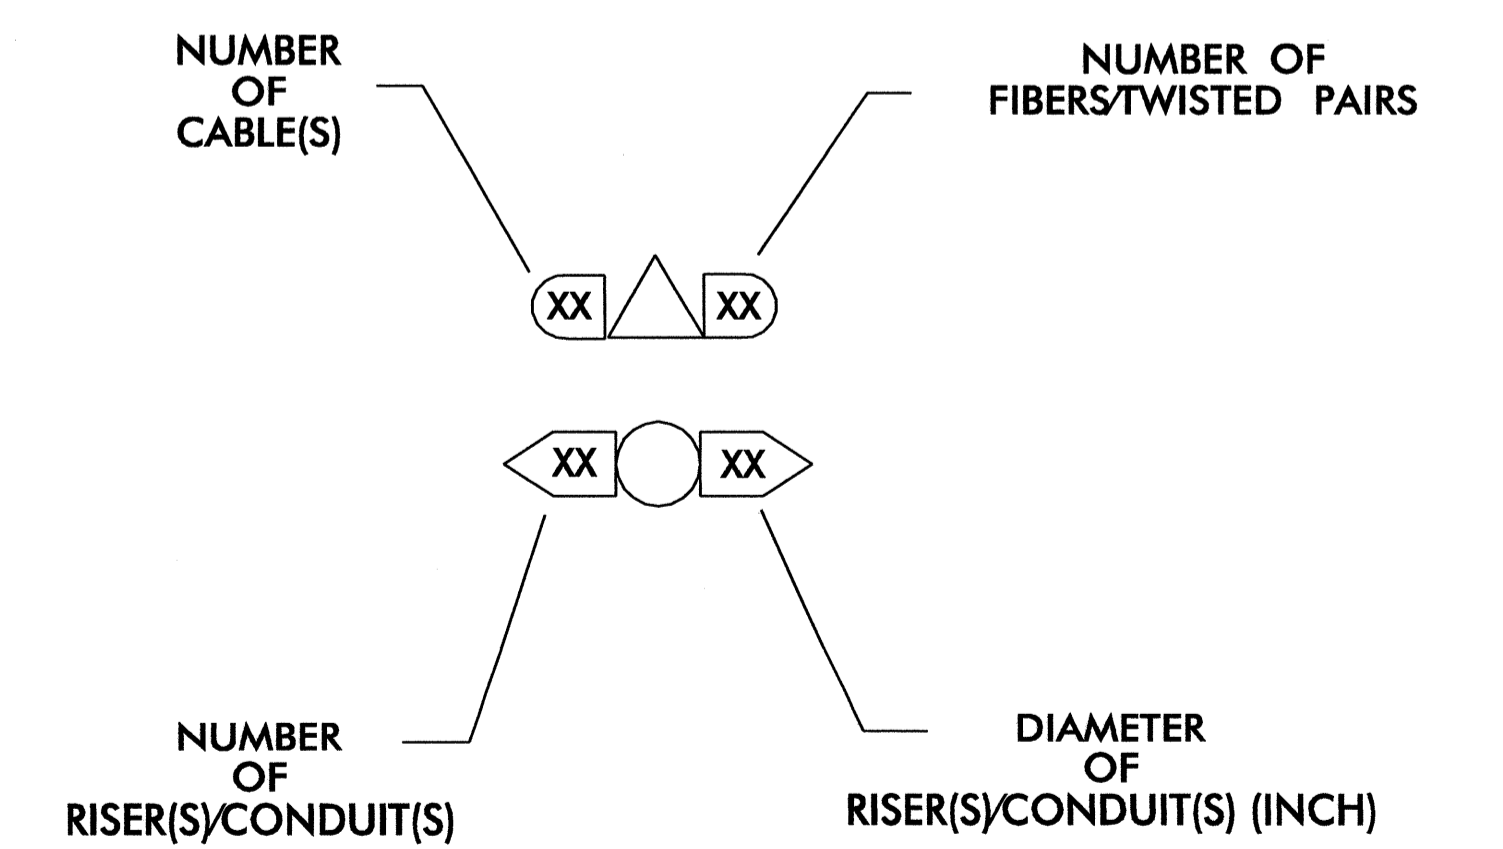 NUMBER
OF
CABLE(S)
NUMBER OF
FIBERS/TWISTED PAIRS
XX XX
XX XX
NUMBER
OF
RISER(S)/CONDUIT(S)
DIAMETER
OF
RISER(S)/CONDUIT(S) (INCH)